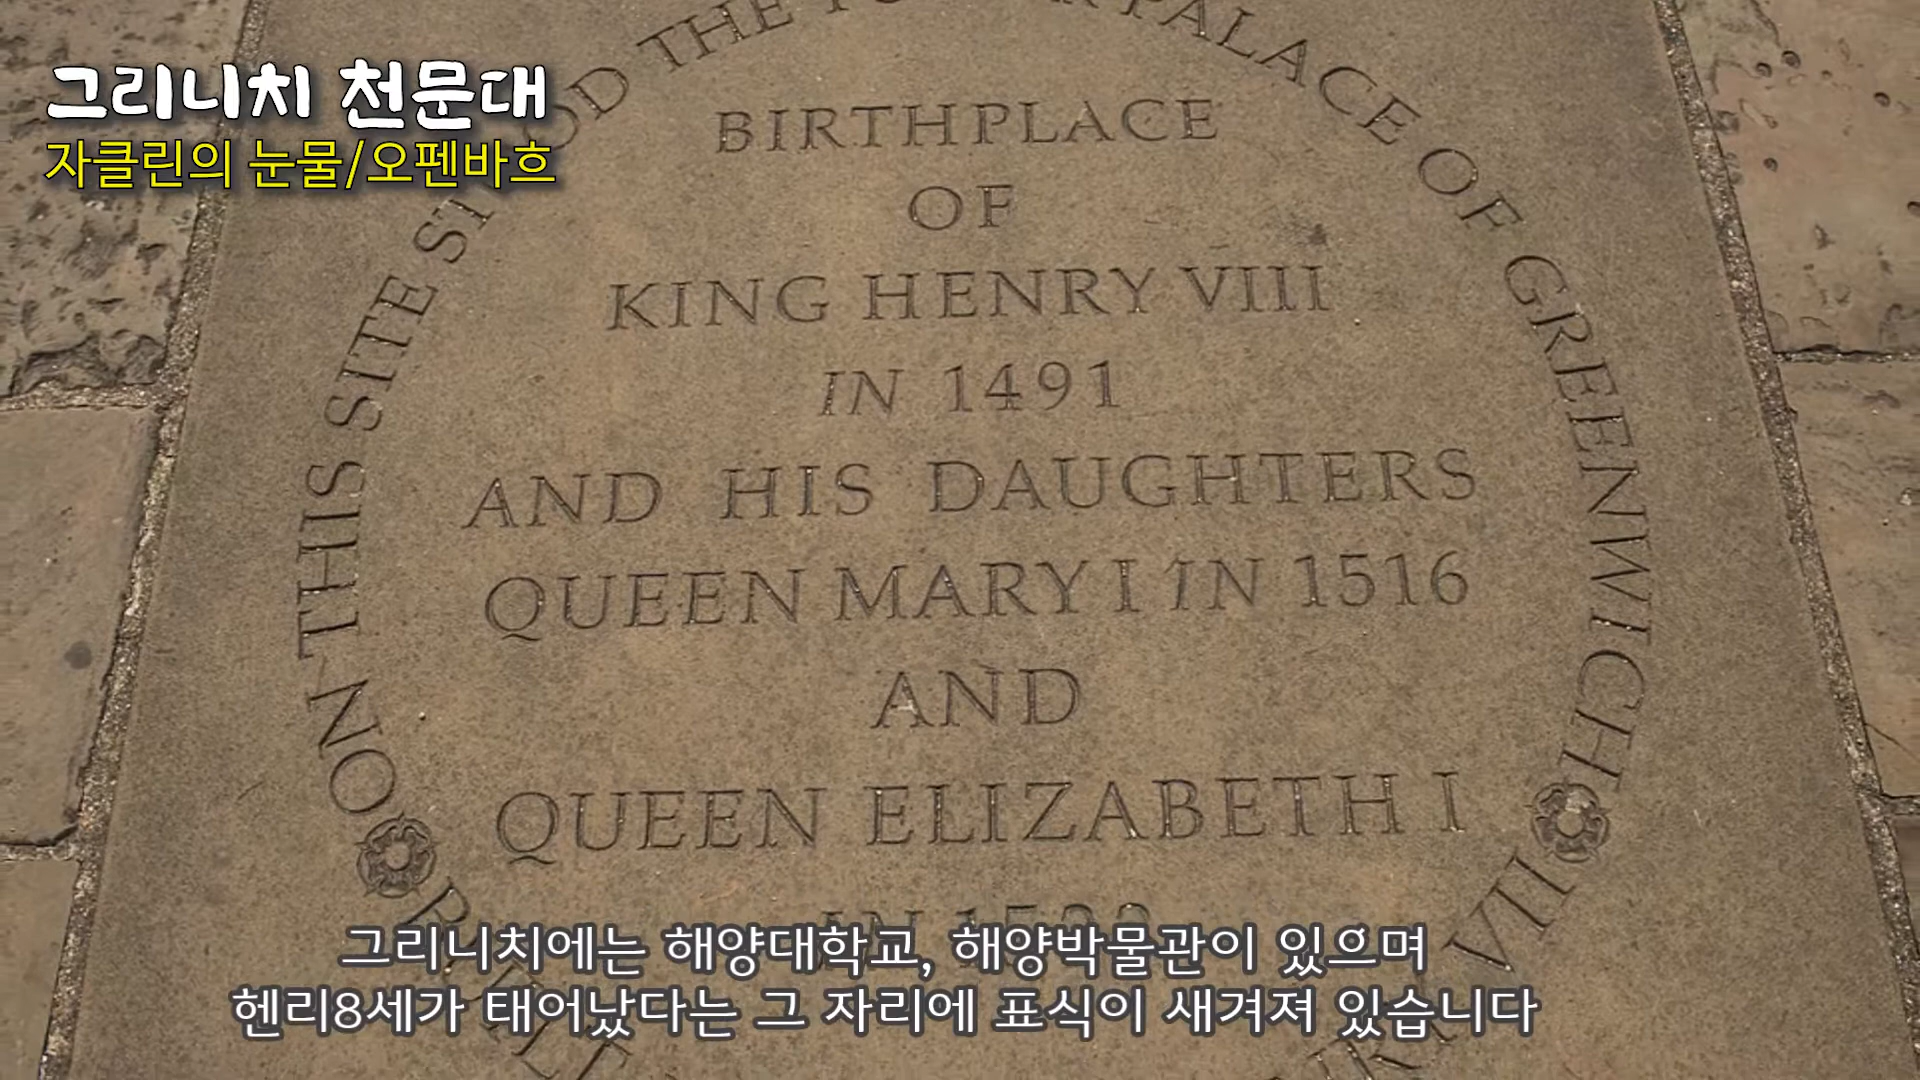 그리니치 천문대
자클린의 눈물/오펜바흐
ON THIS SITE THE PALACE OF GREENWICH
BIRTHPLACE
OF
KING HENRY VIII
IN 1491
AND HIS DAUGHTERS
QUEEN MARY I IN 1516
AND
QUEEN ELIZABETH I
IN
VII
그리니치에는 해양대학교, 해양박물관이 있으며
헨리8세가 태어났다는 그 자리에 표식이 새겨져 있습니다